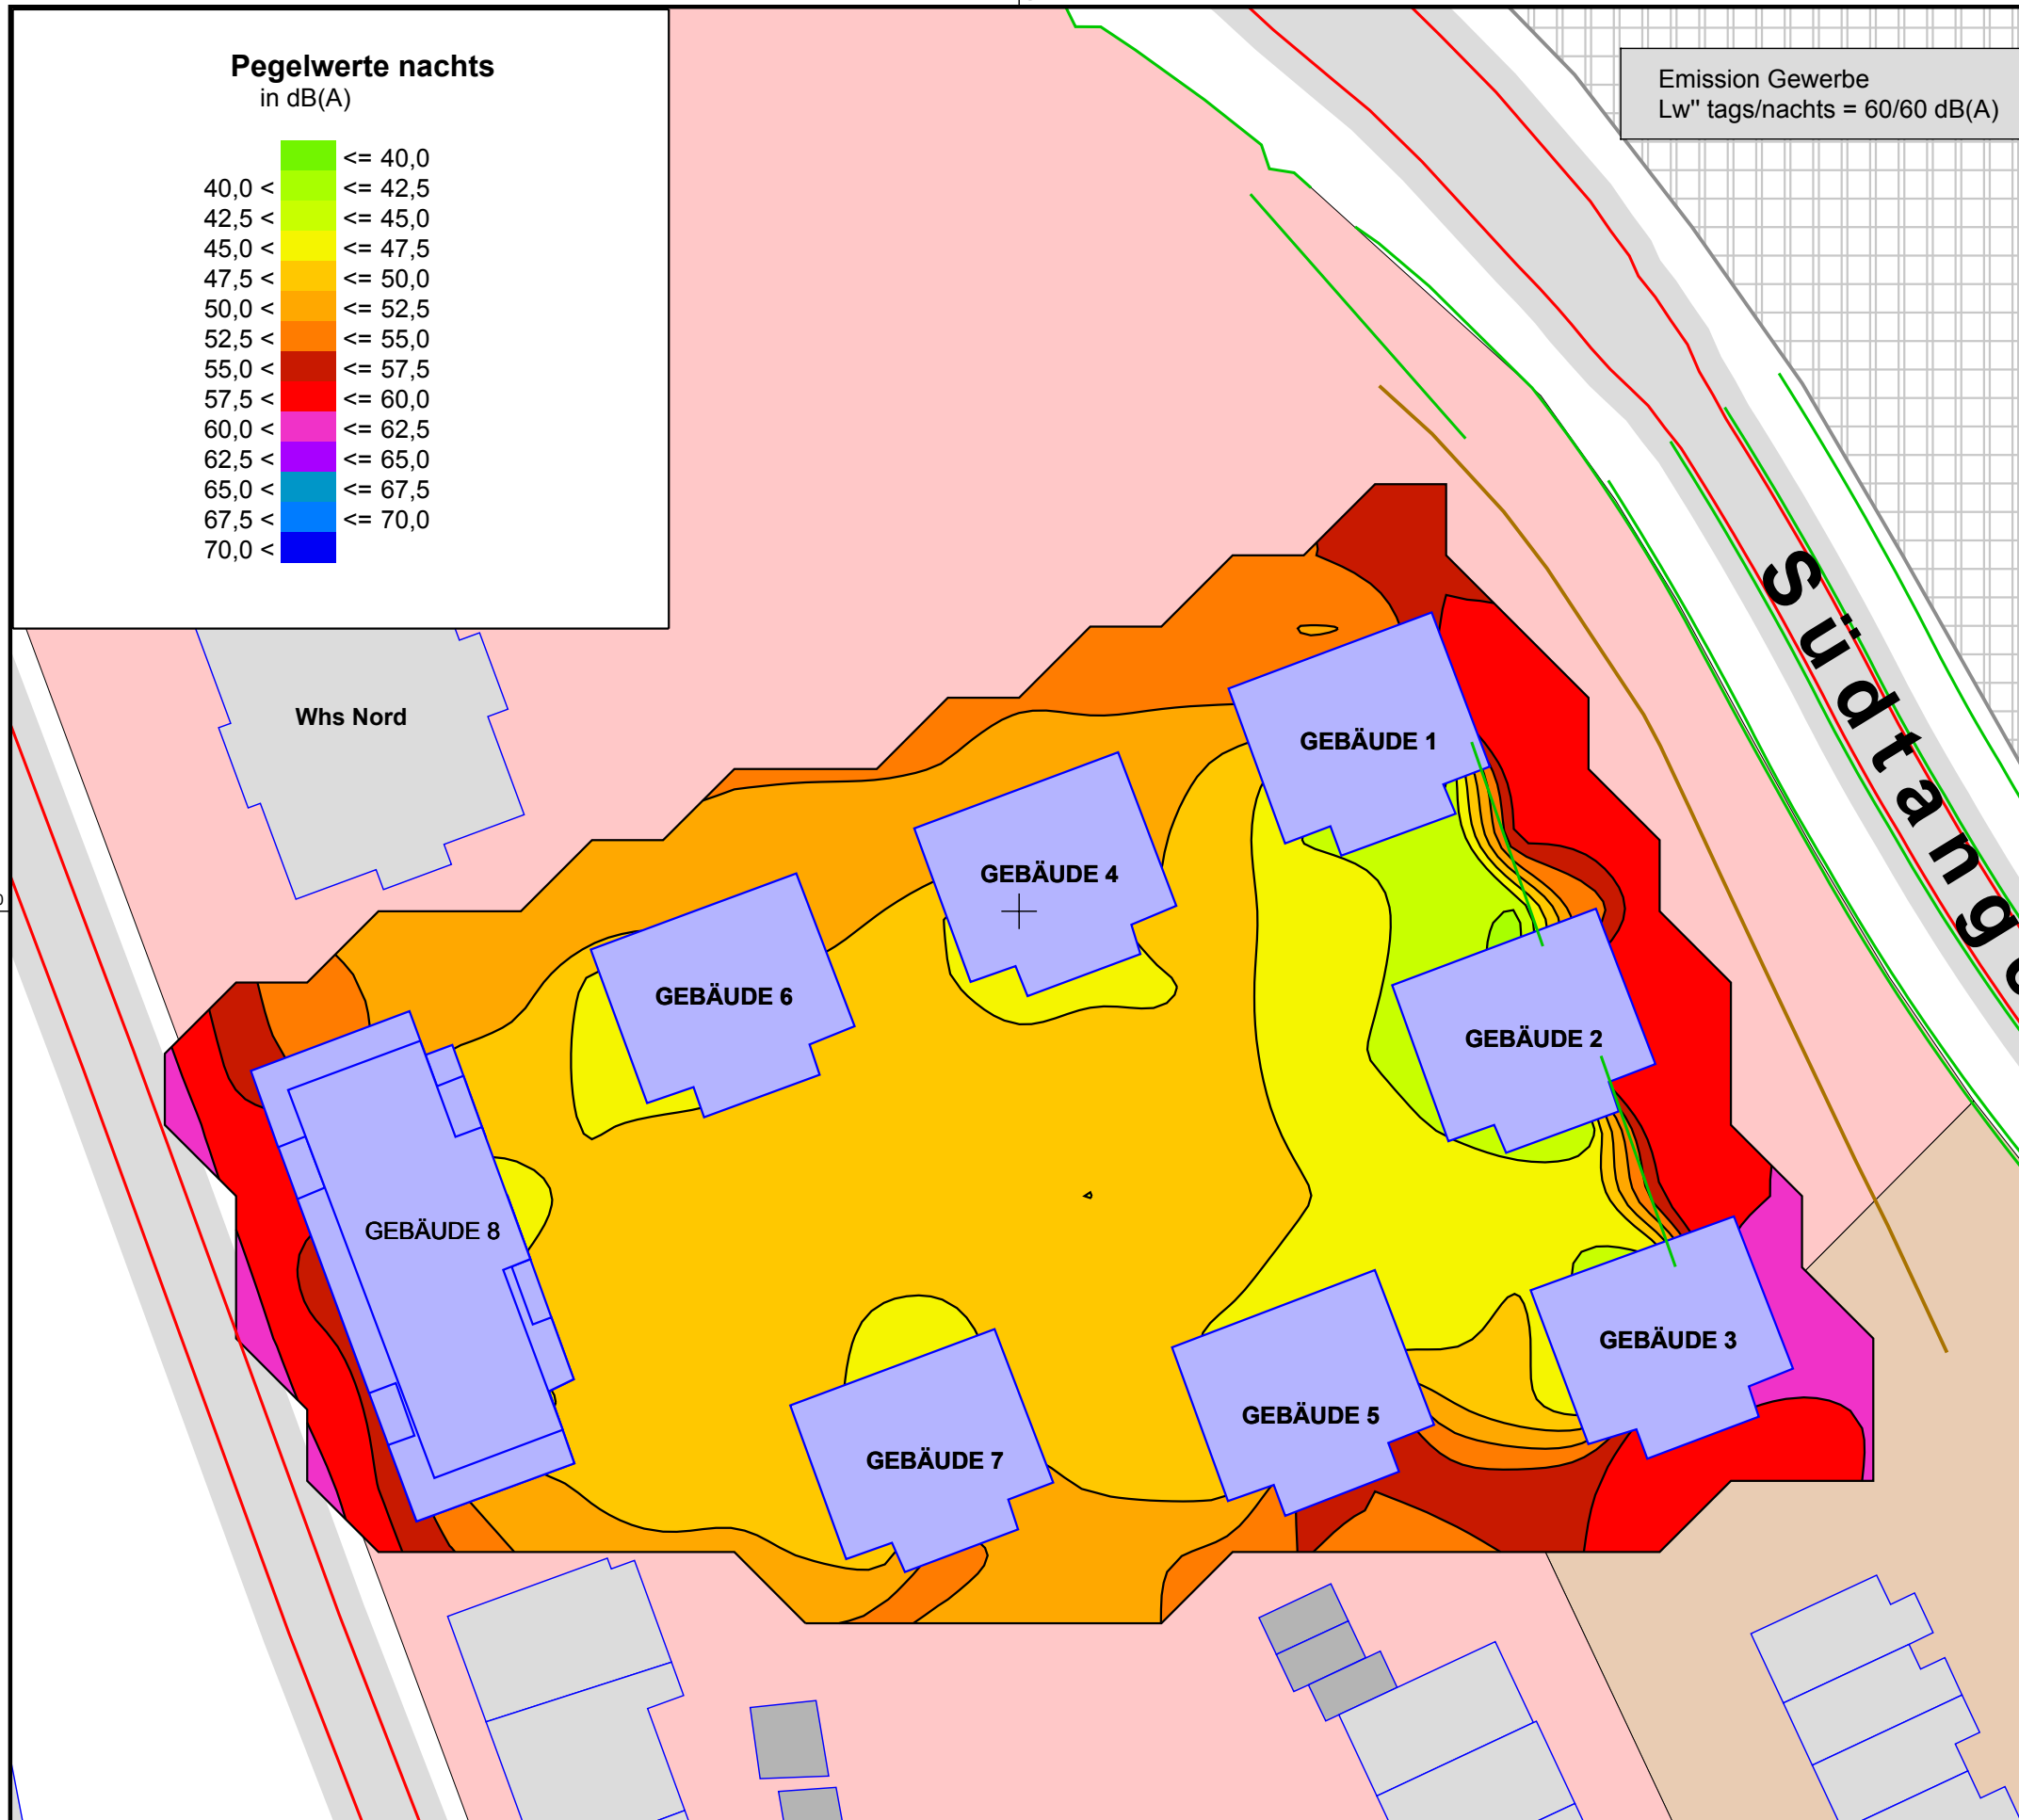 Pegelwerte nachts
in dB(A)
<= 40,0
40,0 < <= 42,5
42,5 < <= 45,0
45,0 < <= 47,5
47,5 < <= 50,0
50,0 < <= 52,5
52,5 < <= 55,0
55,0 < <= 57,5
57,5 < <= 60,0
60,0 < <= 62,5
62,5 < <= 65,0
65,0 < <= 67,5
67,5 < <= 70,0
70,0 <
Emission Gewerbe
Lw" tags/nachts = 60/60 dB(A)
Whs Nord
GEBÄUDE 1
GEBÄUDE 4
GEBÄUDE 6
GEBÄUDE 2
GEBÄUDE 8
GEBÄUDE 3
GEBÄUDE 5
GEBÄUDE 7
Südtange